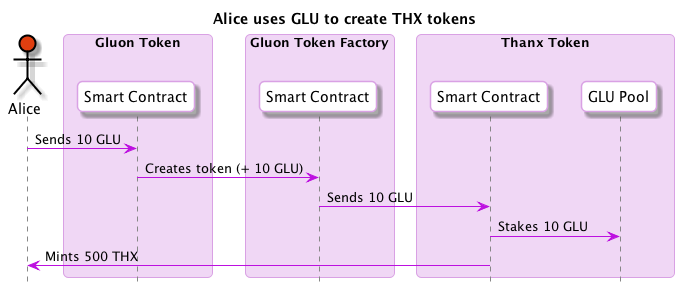 Alice uses GLU to create THX tokens
Gluon Token
Gluon Token Factory
Thanx Token
Alice
Smart Contract
Smart Contract
Smart Contract
GLU Pool
Sends 10 GLU
Creates token (+ 10 GLU)
Sends 10 GLU
Stakes 10 GLU
Mints 500 THX